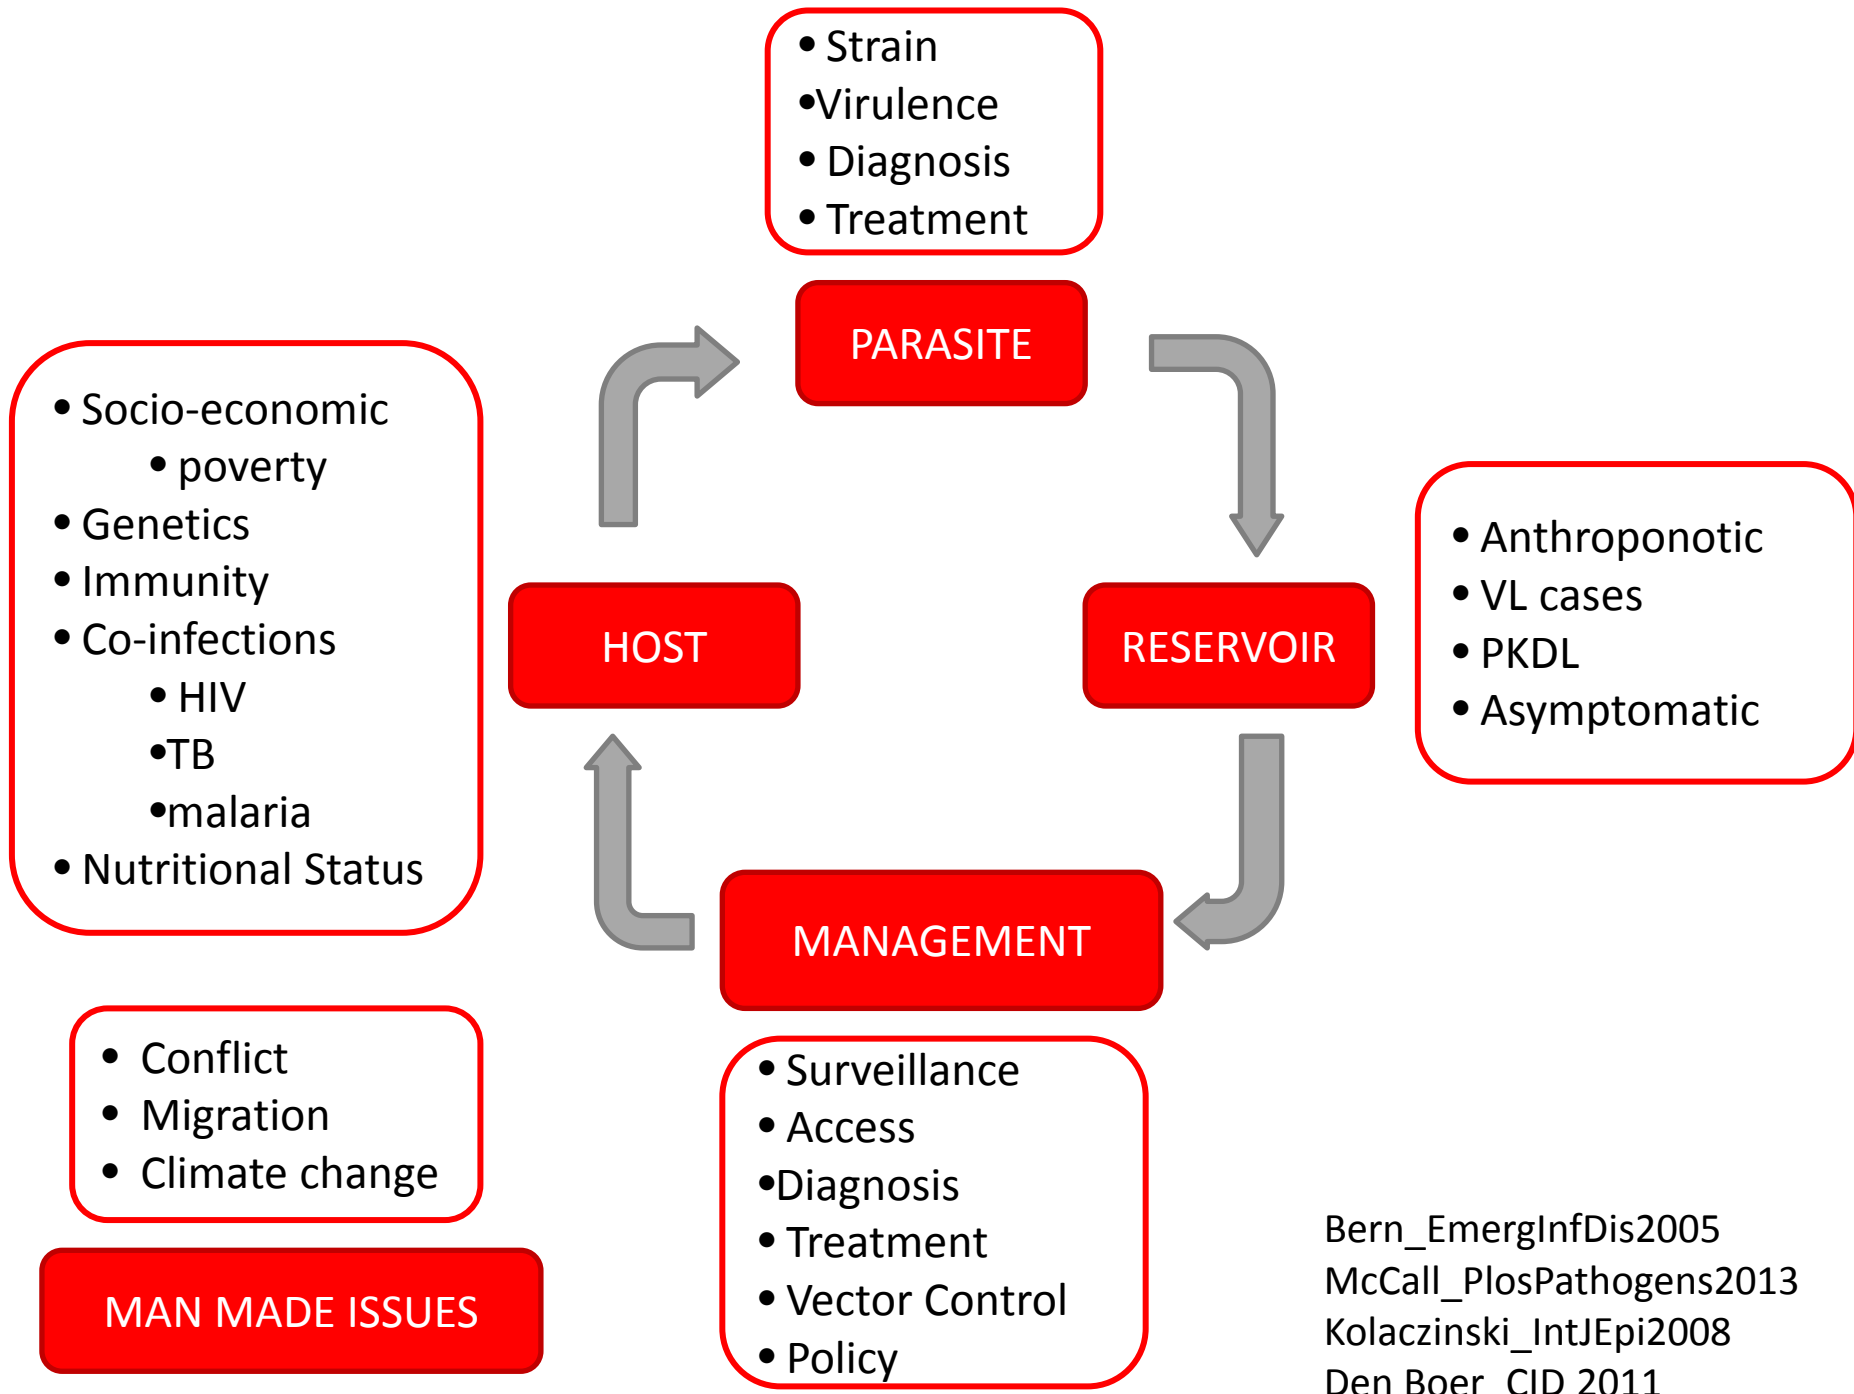 • Strain
•Virulence
• Diagnosis
• Treatment
PARASITE
• Socio-economic
• poverty
• Genetics
• Immunity
• Co-infections
• HIV
•TB
•malaria
• Nutritional Status
HOST
RESERVOIR
• Anthroponotic
• VL cases
• PKDL
• Asymptomatic
MANAGEMENT
• Surveillance
• Access
•Diagnosis
• Treatment
• Vector Control
• Policy
• Conflict
• Migration
• Climate change
MAN MADE ISSUES
Bern_EmergInfDis2005
McCall_PlosPathogens2013
Kolaczinski_IntJEpi2008
Den Boer_CID 2011